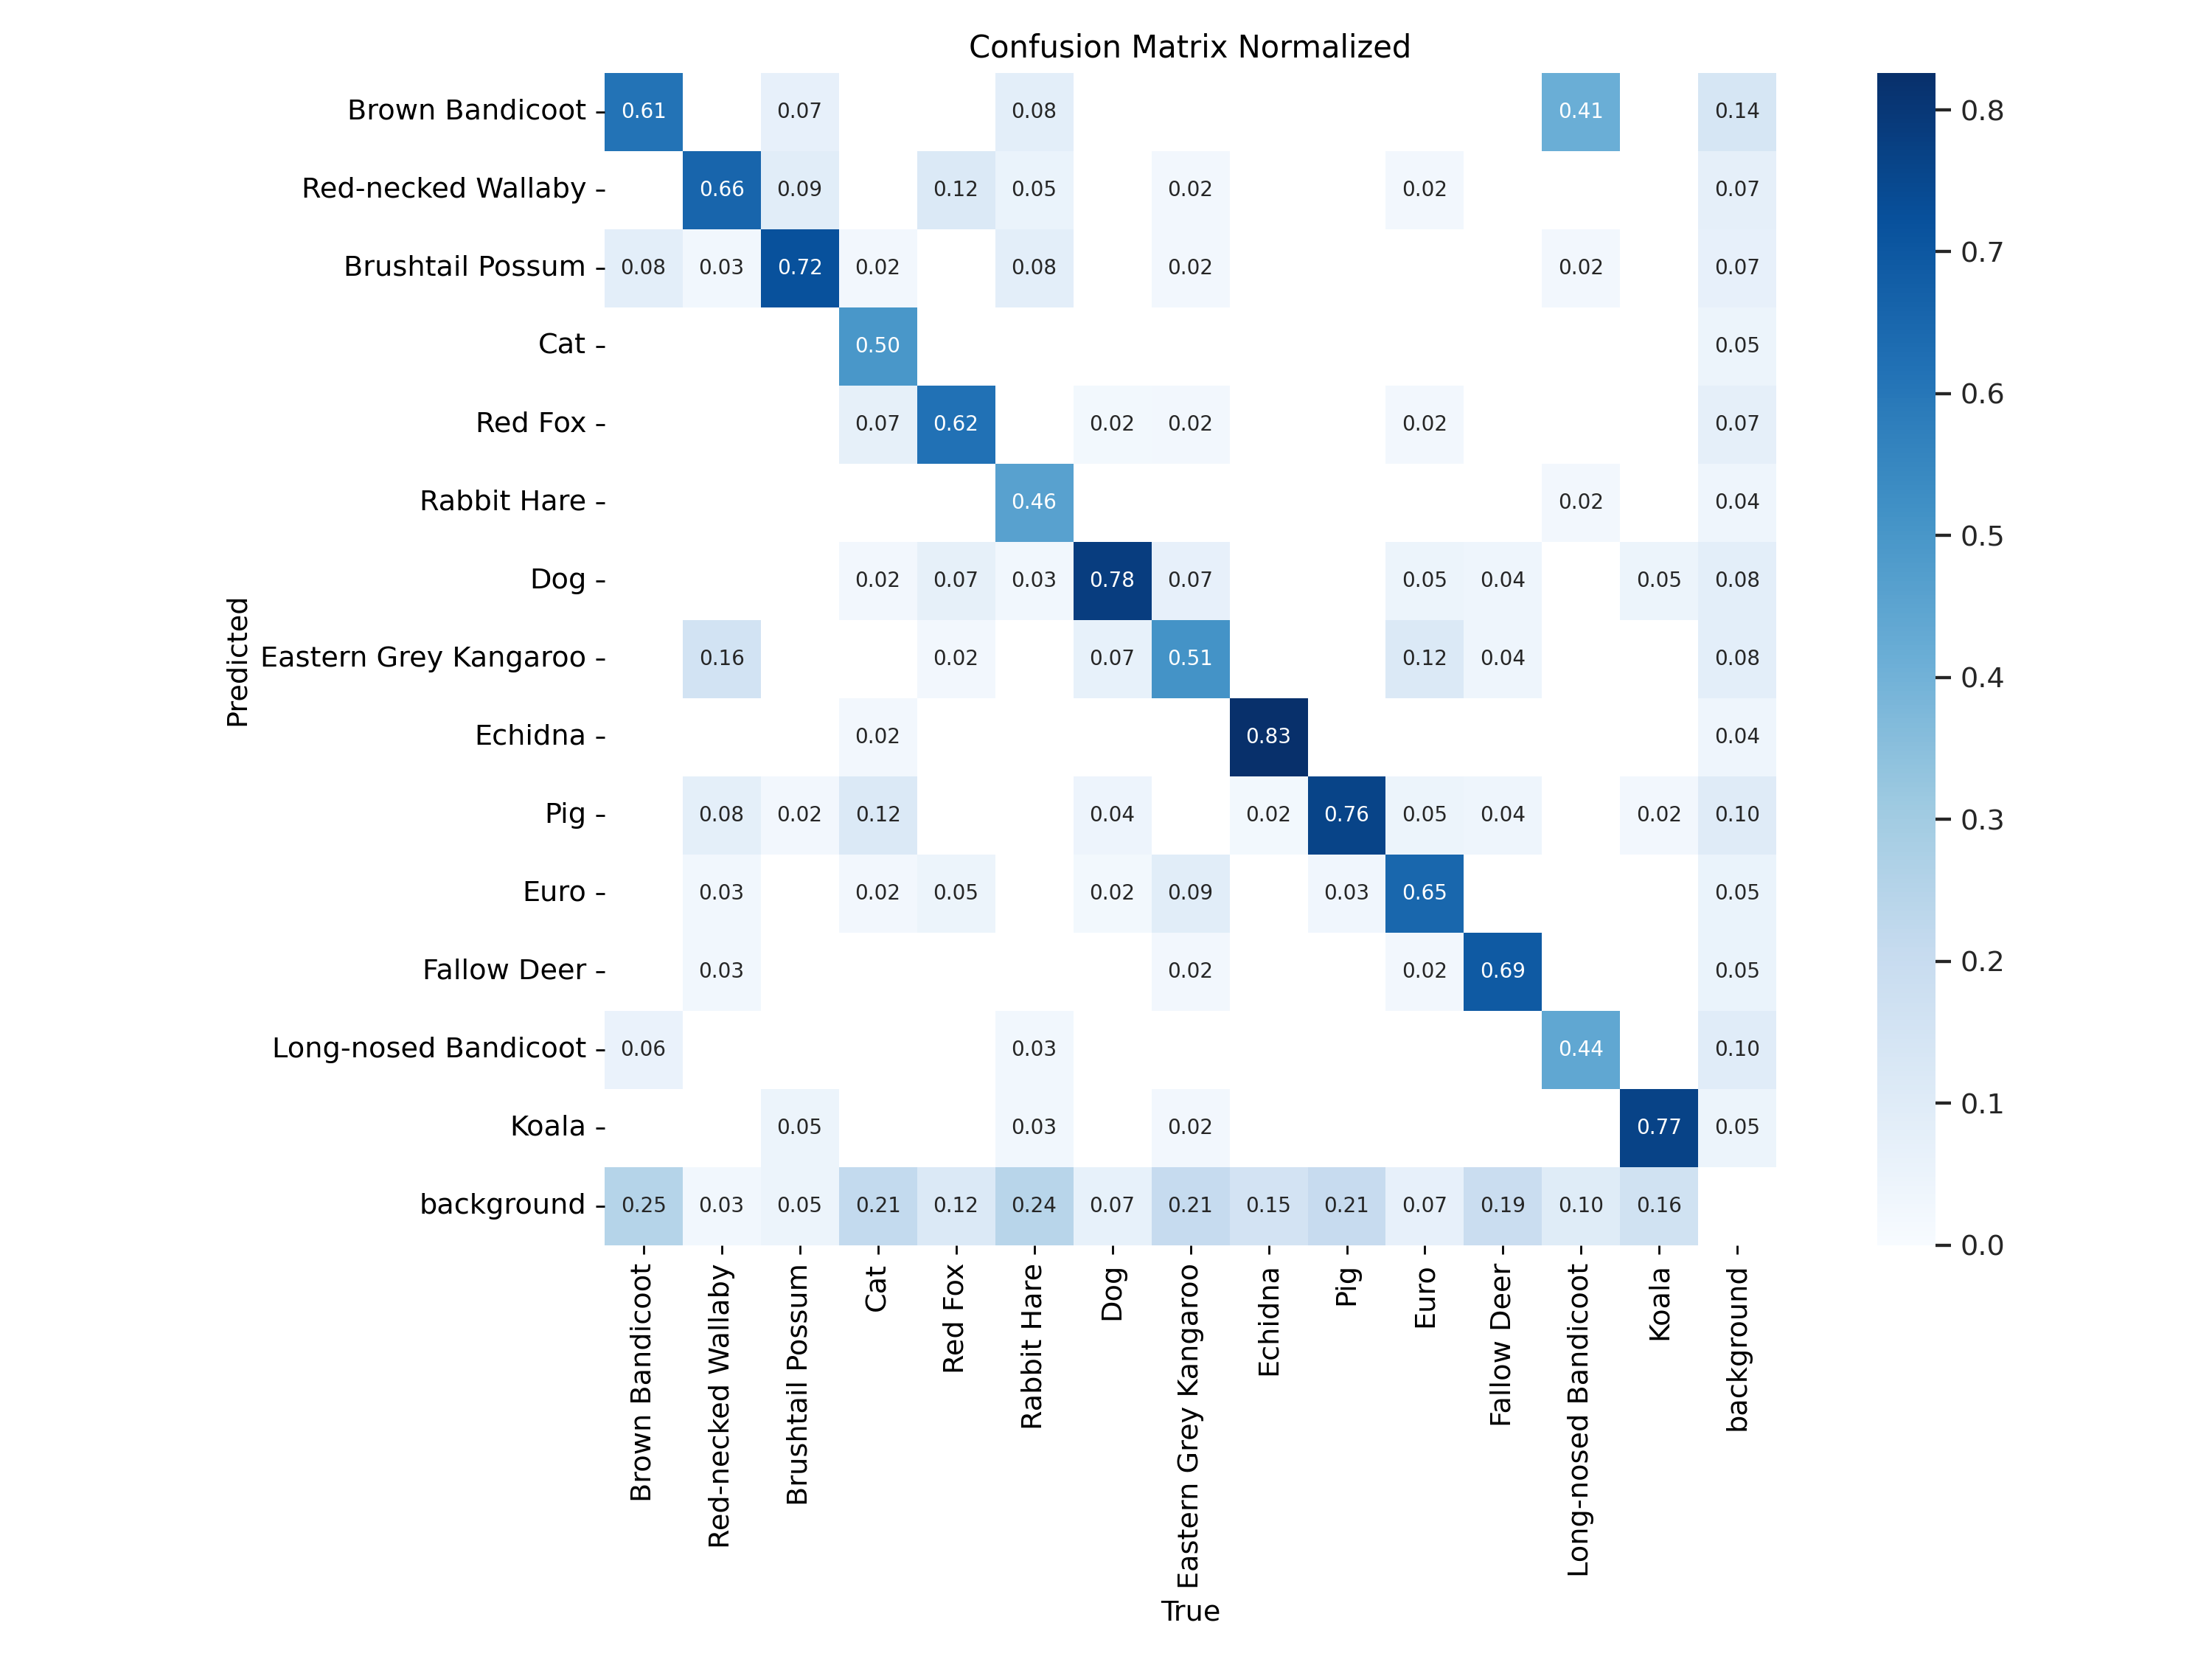 Confusion Matrix Normalized
Brown Bandicoot 0.61 0.07 0.08 0.41 0.14
Red-necked Wallaby 0.66 0.09 0.12 0.05 0.02 0.02 0.07
Brushtail Possum 0.08 0.03 0.72 0.02 0.08 0.02 0.02 0.07
Cat 0.50 0.05
Red Fox 0.07 0.62 0.02 0.02 0.02 0.07
Rabbit Hare 0.46 0.02 0.04
Dog 0.02 0.07 0.03 0.78 0.07 0.05 0.04 0.05 0.08
Eastern Grey Kangaroo 0.16 0.02 0.07 0.51 0.12 0.04 0.08
Echidna 0.02 0.83 0.04
Pig 0.08 0.02 0.12 0.04 0.02 0.76 0.05 0.04 0.02 0.10
Euro 0.03 0.02 0.05 0.02 0.09 0.03 0.65 0.05
Fallow Deer 0.03 0.02 0.02 0.69 0.05
Long-nosed Bandicoot 0.06 0.03 0.44 0.10
Koala 0.05 0.03 0.02 0.77 0.05
background 0.25 0.03 0.05 0.21 0.12 0.24 0.07 0.21 0.15 0.21 0.07 0.19 0.10 0.16
Predicted
Brown Bandicoot
Red-necked Wallaby
Brushtail Possum
Cat
Red Fox
Rabbit Hare
Dog
Eastern Grey Kangaroo
Echidna
Pig
Euro
Fallow Deer
Long-nosed Bandicoot
Koala
background
True
0.8
0.7
0.6
0.5
0.4
0.3
0.2
0.1
0.0